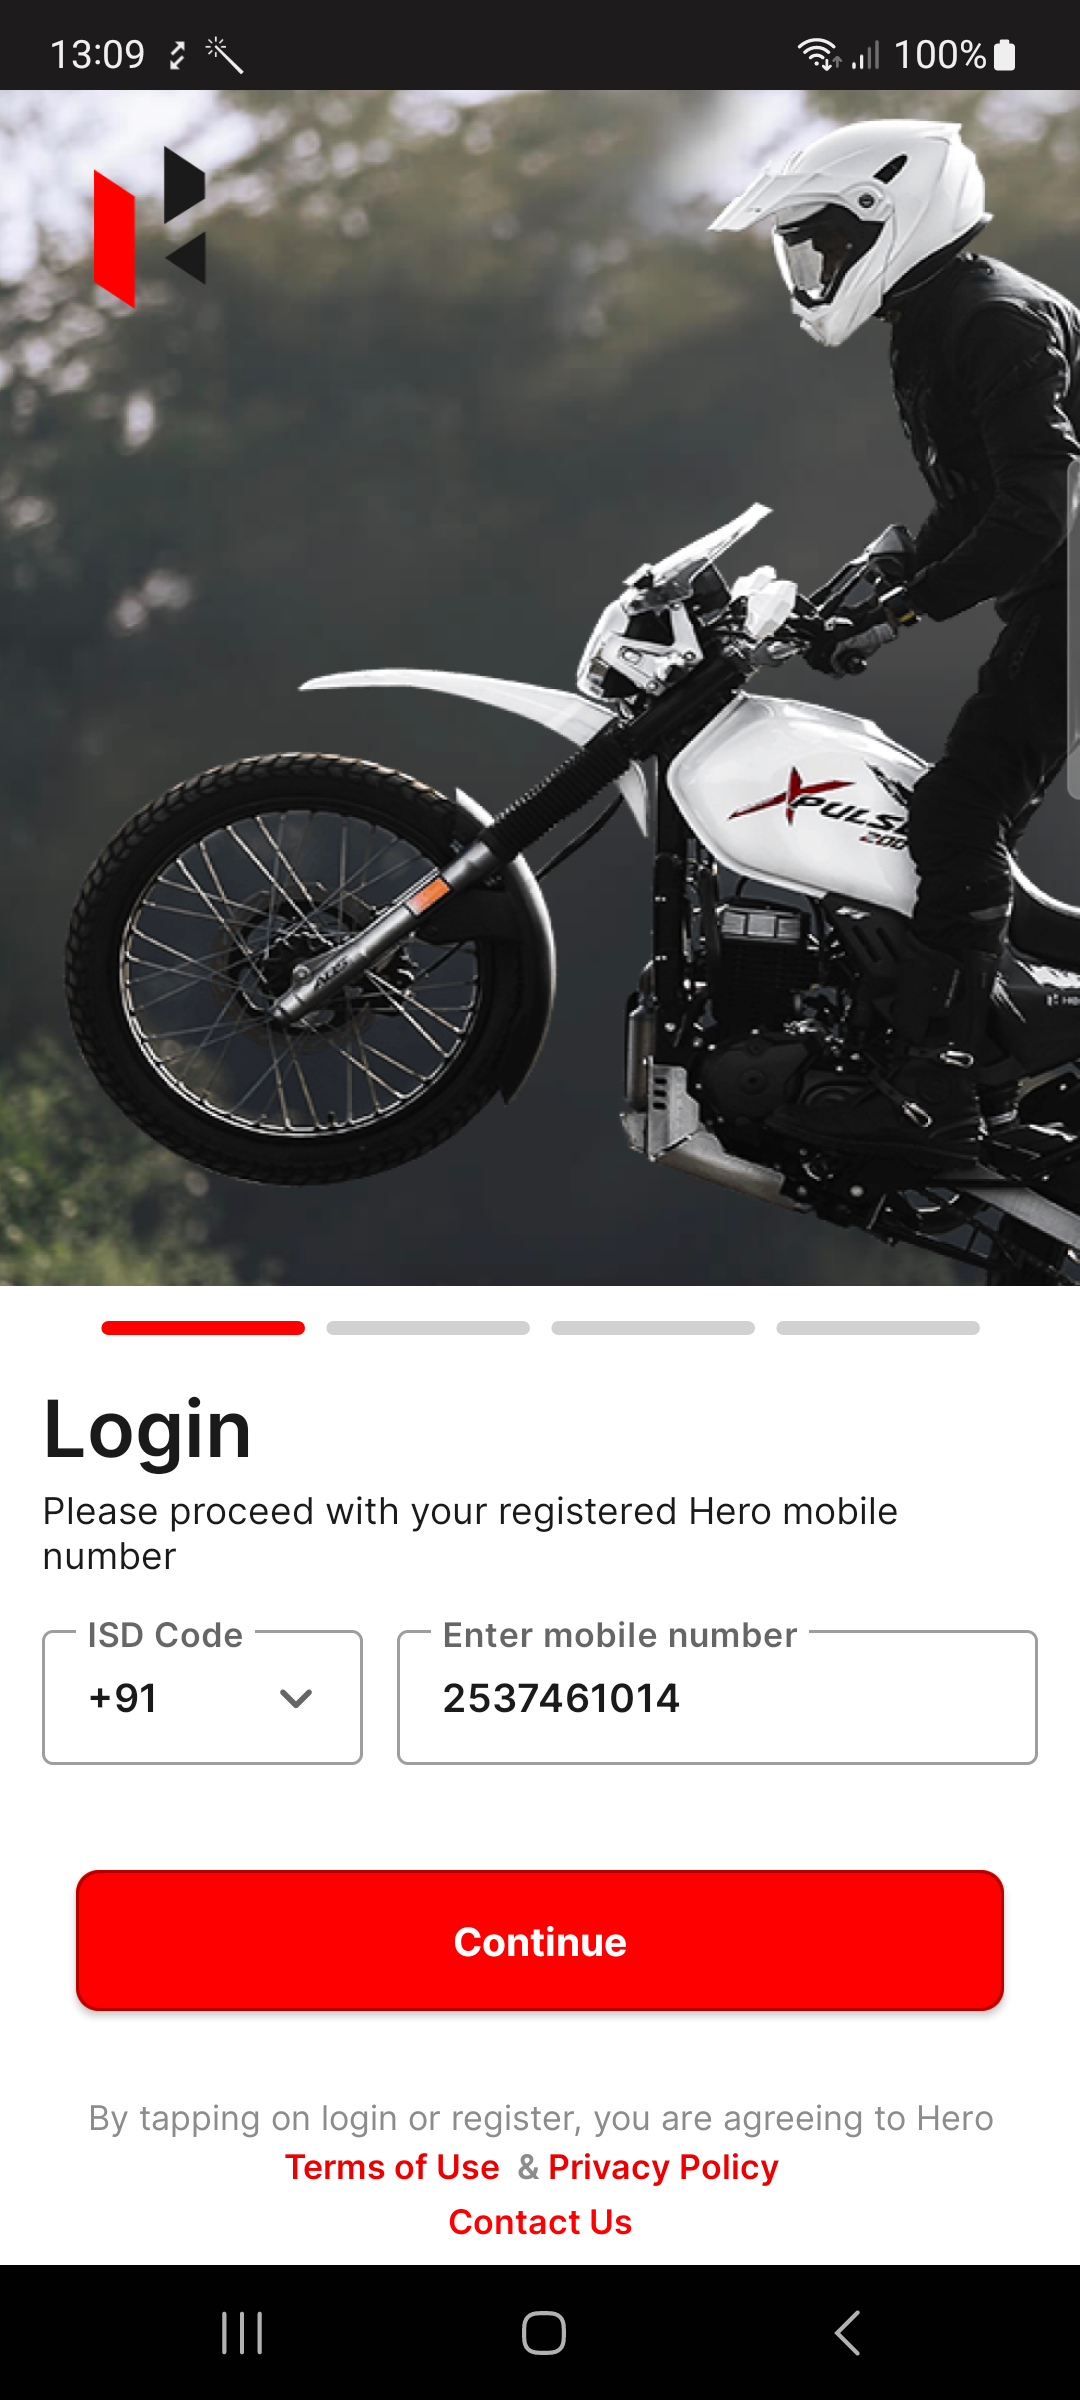 13:09
100%
XPULSE
200
Login
Please proceed with your registered Hero mobile
number
ISD Code
Enter mobile number
+91
2537461014
Continue
By tapping on login or register, you are agreeing to Hero
Terms of Use & Privacy Policy
Contact Us